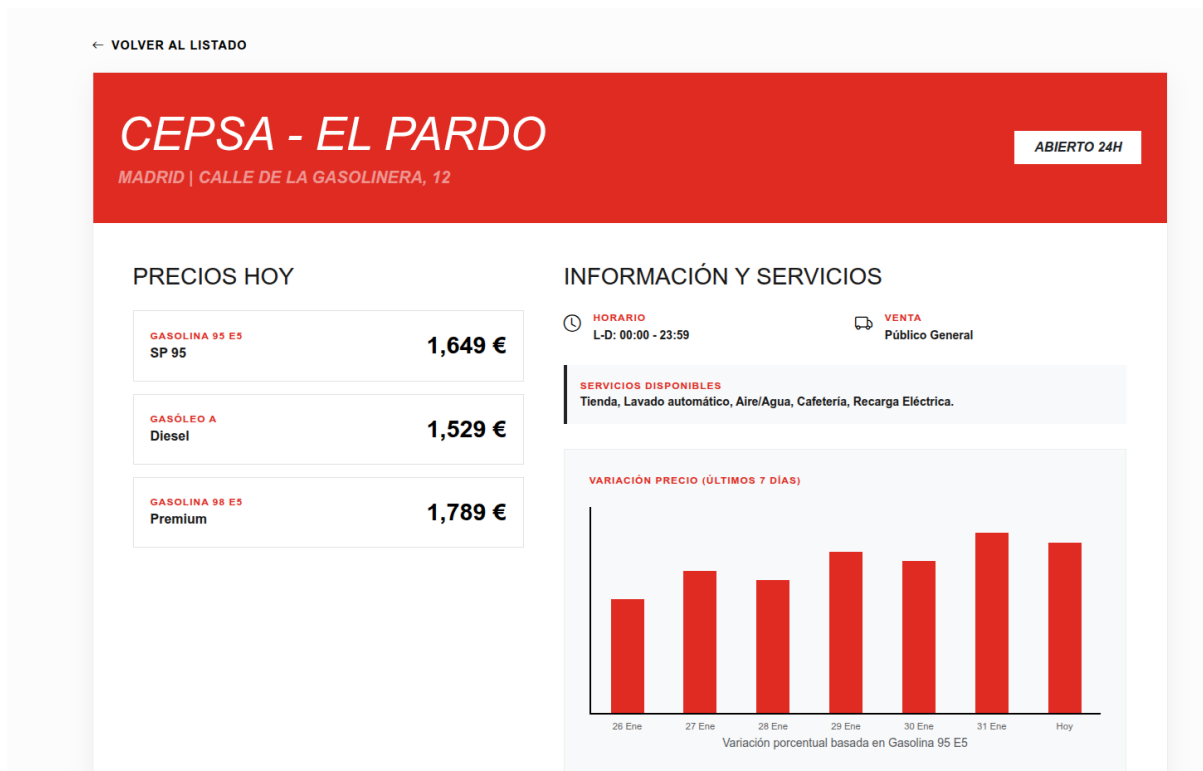 ← VOLVER AL LISTADO
CEPSA - EL PARDO
MADRID | CALLE DE LA GASOLINERA, 12
ABIERTO 24H
PRECIOS HOY
GASOLINA 95 E5
SP 95
1,649 €
GASÓLEO A
Diesel
1,529 €
GASOLINA 98 E5
Premium
1,789 €
INFORMACIÓN Y SERVICIOS
HORARIO
L-D: 00:00 - 23:59
VENTA
Público General
SERVICIOS DISPONIBLES
Tienda, Lavado automático, Aire/Agua, Cafetería, Recarga Eléctrica.
VARIACIÓN PRECIO (ÚLTIMOS 7 DÍAS)
26 Ene 27 Ene 28 Ene 29 Ene 30 Ene 31 Ene Hoy
Variación porcentual basada en Gasolina 95 E5